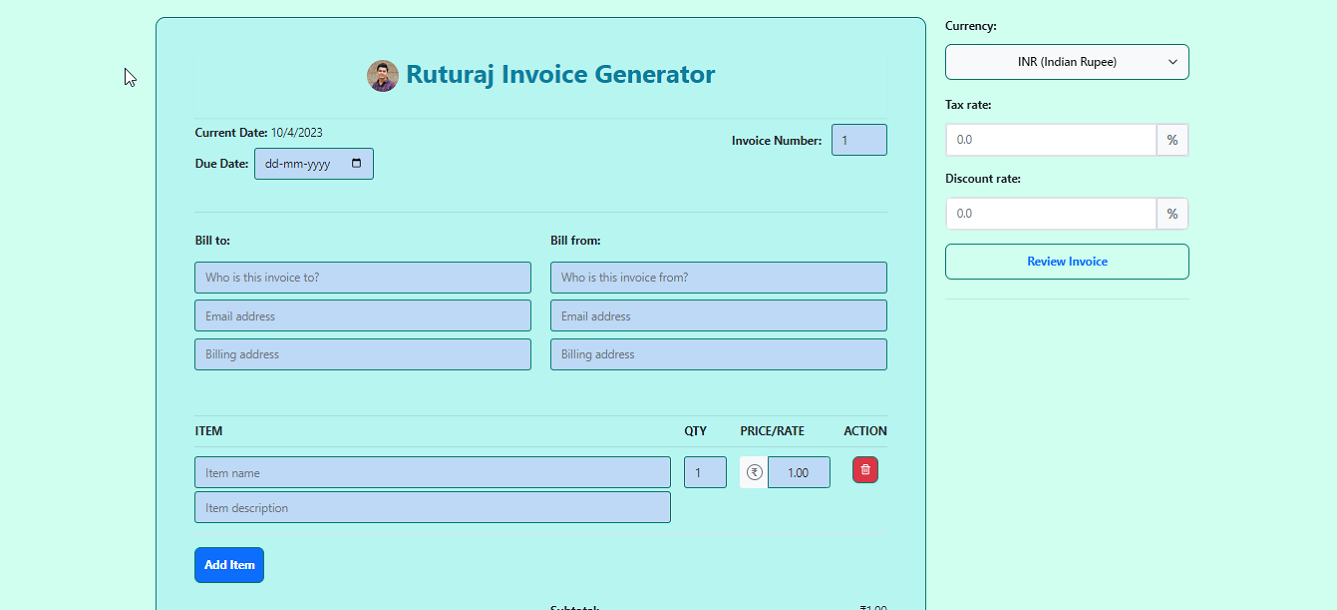 Ruturaj Invoice Generator
Current Date: 10/4/2023
Due Date: dd-mm-yyyy
Invoice Number: 1
Bill to:
Who is this invoice to?
Email address
Billing address
Bill from:
Who is this invoice from?
Email address
Billing address
ITEM QTY PRICE/RATE ACTION
Item name 1 ₹ 1.00
Item description
Add Item
Subtotal: ₹1.00
Currency:
INR (Indian Rupee)
Tax rate:
0.0 %
Discount rate:
0.0 %
Review Invoice